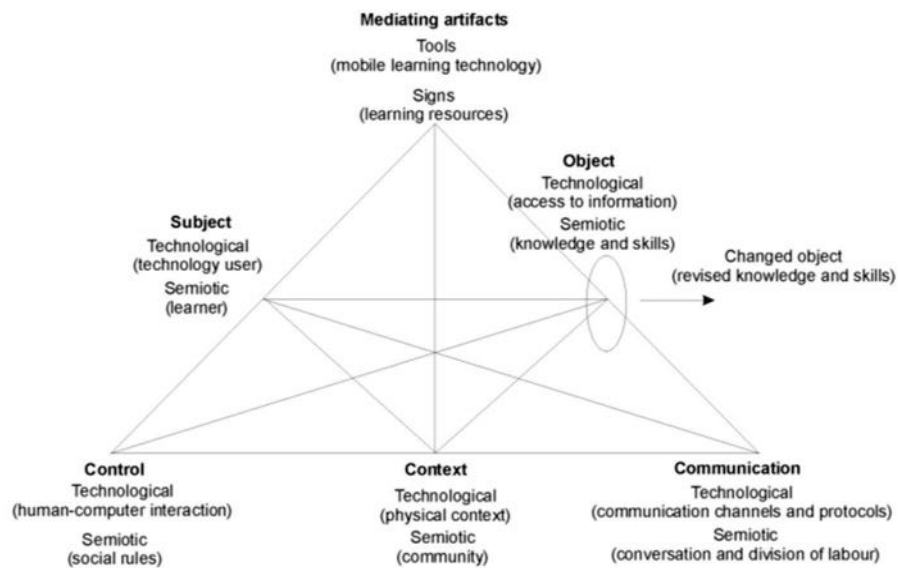 Mediating artifacts
Tools
(mobile learning technology)
Signs
(learning resources)
Object
Technological
(access to information)
Semiotic
(knowledge and skills)
Subject
Technological
(technology user)
Semiotic
(learner)
Changed object
(revised knowledge and skills)
Control
Technological
(human-computer interaction)
Semiotic
(social rules)
Context
Technological
(physical context)
Semiotic
(community)
Communication
Technological
(communication channels and protocols)
Semiotic
(conversation and division of labour)